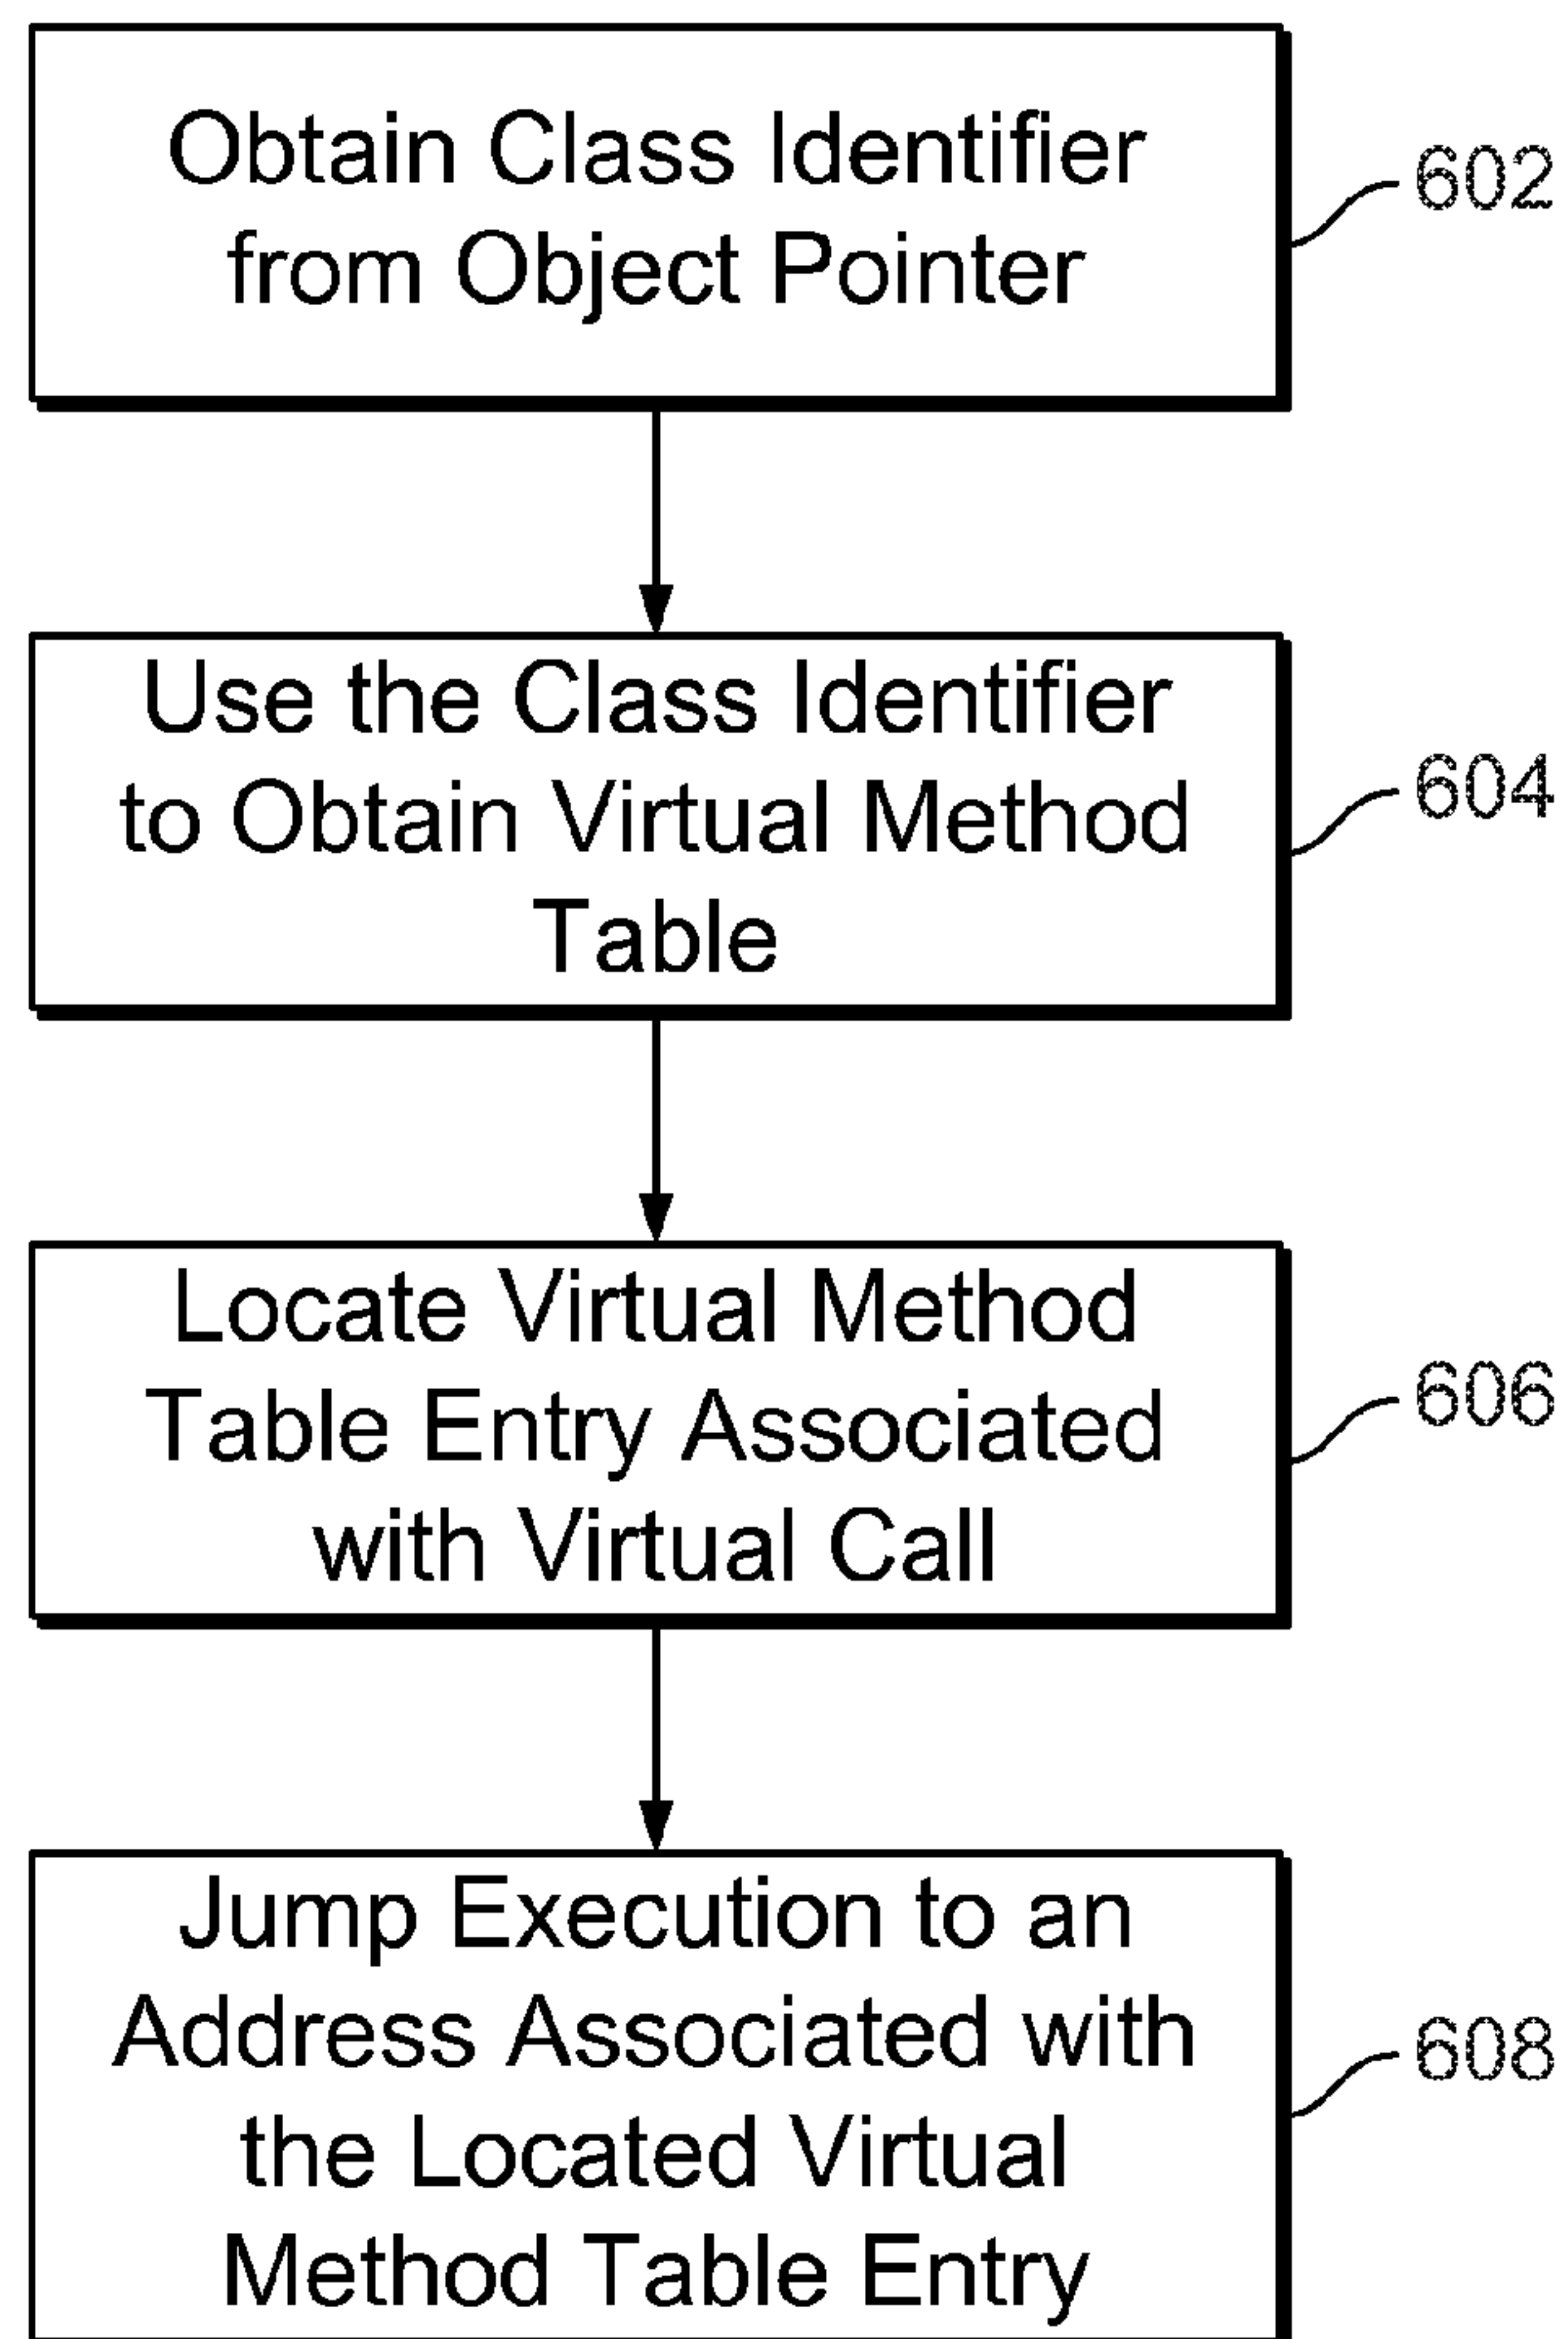 Obtain Class Identifier
from Object Pointer
602
Use the Class Identifier
to Obtain Virtual Method
Table
604
Locate Virtual Method
Table Entry Associated
with Virtual Call
606
Jump Execution to an
Address Associated with
the Located Virtual
Method Table Entry
608